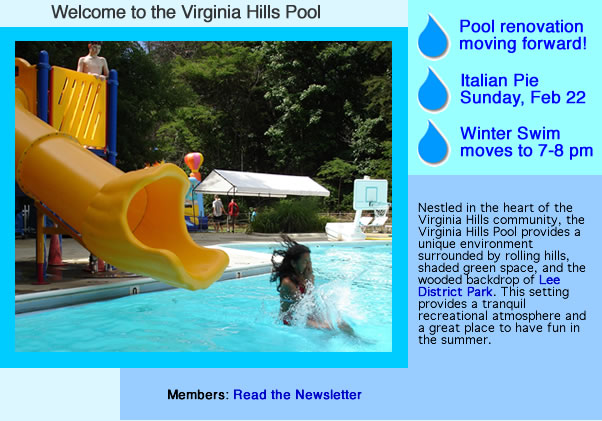 Welcome to the Virginia Hills Pool
Pool renovation
moving forward!
Italian Pie
Sunday, Feb 22
Winter Swim
moves to 7-8 pm
Nestled in the heart of the
Virginia Hills community, the
Virginia Hills Pool provides a
unique environment
surrounded by rolling hills,
shaded green space, and the
wooded backdrop of Lee
District Park. This setting
provides a tranquil
recreational atmosphere and
a great place to have fun in
the summer.
Members: Read the Newsletter